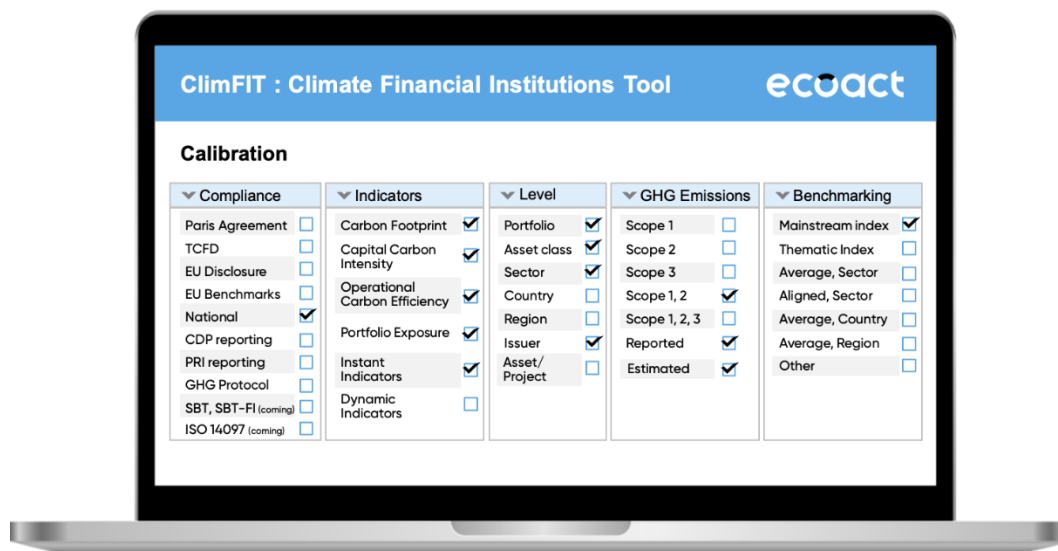 ClimFIT : Climate Financial Institutions Tool
ecoact
Calibration
Compliance
Paris Agreement
TCFD
EU Disclosure
EU Benchmarks
National
CDP reporting
PRI reporting
GHG Protocol
SBT, SBT-FI (coming)
ISO 14097 (coming)
Indicators
Carbon Footprint
Capital Carbon
Intensity
Operational
Carbon Efficiency
Portfolio Exposure
Instant
Indicators
Dynamic
Indicators
Level
Portfolio
Asset class
Sector
Country
Region
Issuer
Asset/
Project
GHG Emissions
Scope 1
Scope 2
Scope 3
Scope 1, 2
Scope 1, 2, 3
Reported
Estimated
Benchmarking
Mainstream index
Thematic Index
Average, Sector
Aligned, Sector
Average, Country
Average, Region
Other